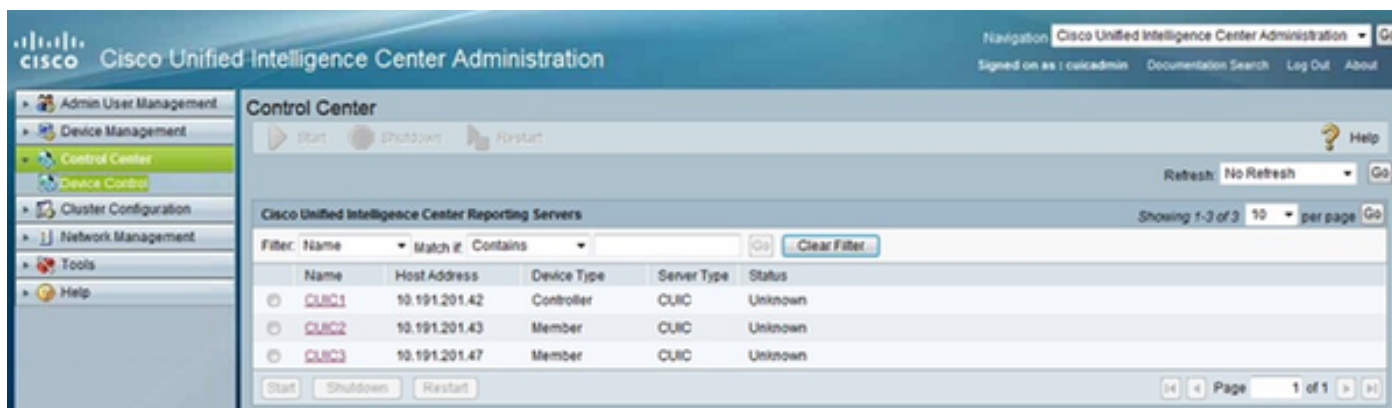 Navigation Cisco Unified Intelligence Center Administration
CISCO Cisco Unified Intelligence Center Administration
Signed on as : cuicadmin Documentation Search Log Out About
Admin User Management
Device Management
Control Center
Device Control
Cluster Configuration
Network Management
Tools
Help
Control Center
Start Shutdown Restart
Help
Refresh: No Refresh Go
Cisco Unified Intelligence Center Reporting Servers Showing 1-3 of 3 10 per page Go
Filter: Name Match if: Contains Go Clear Filter
Name Host Address Device Type Server Type Status
CUIC1 10.191.201.42 Controller CUIC Unknown
CUIC2 10.191.201.43 Member CUIC Unknown
CUIC3 10.191.201.47 Member CUIC Unknown
Start Shutdown Restart Page 1 of 1